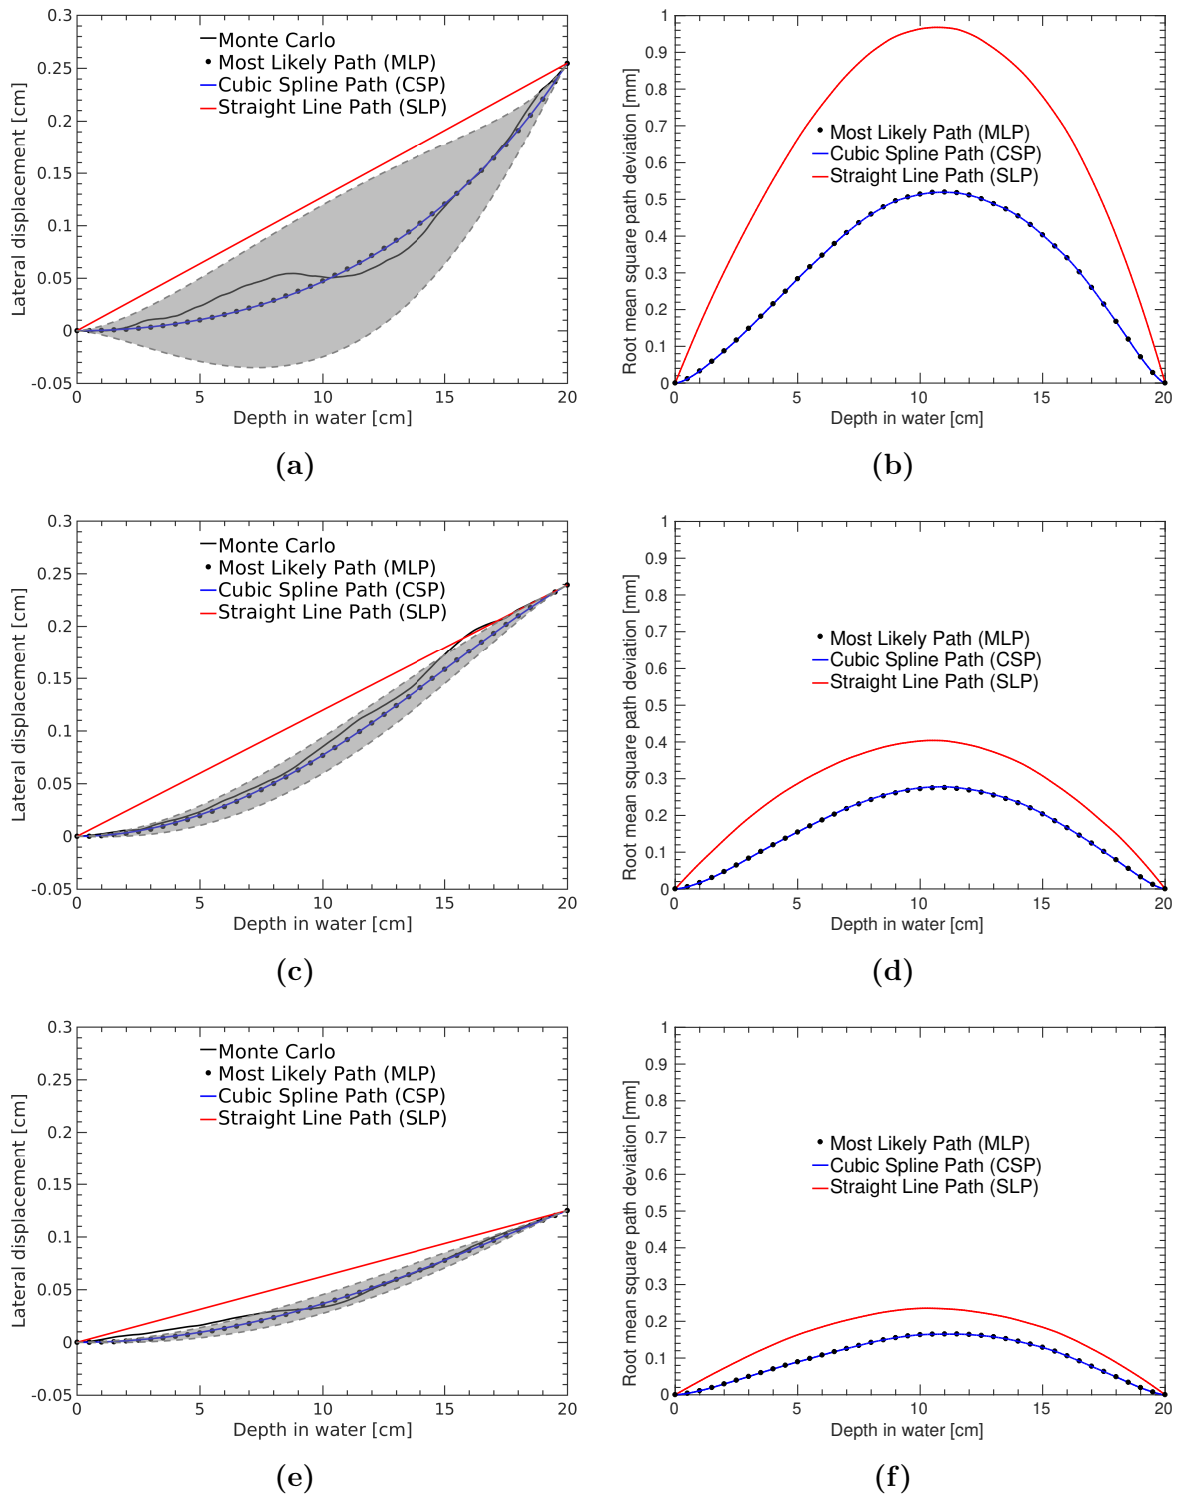 0.3
0.25
0.2
0.15
0.1
0.05
0
-0.05
Lateral displacement [cm]
Monte Carlo
Most Likely Path (MLP)
Cubic Spline Path (CSP)
Straight Line Path (SLP)
0 5 10 15 20
Depth in water [cm]
(a)
1
0.9
0.8
0.7
0.6
0.5
0.4
0.3
0.2
0.1
0
Root mean square path deviation [mm]
Most Likely Path (MLP)
Cubic Spline Path (CSP)
Straight Line Path (SLP)
0 5 10 15 20
Depth in water [cm]
(b)
0.3
0.25
0.2
0.15
0.1
0.05
0
-0.05
Lateral displacement [cm]
Monte Carlo
Most Likely Path (MLP)
Cubic Spline Path (CSP)
Straight Line Path (SLP)
0 5 10 15 20
Depth in water [cm]
(c)
1
0.9
0.8
0.7
0.6
0.5
0.4
0.3
0.2
0.1
0
Root mean square path deviation [mm]
Most Likely Path (MLP)
Cubic Spline Path (CSP)
Straight Line Path (SLP)
0 5 10 15 20
Depth in water [cm]
(d)
0.3
0.25
0.2
0.15
0.1
0.05
0
-0.05
Lateral displacement [cm]
Monte Carlo
Most Likely Path (MLP)
Cubic Spline Path (CSP)
Straight Line Path (SLP)
0 5 10 15 20
Depth in water [cm]
(e)
1
0.9
0.8
0.7
0.6
0.5
0.4
0.3
0.2
0.1
0
Root mean square path deviation [mm]
Most Likely Path (MLP)
Cubic Spline Path (CSP)
Straight Line Path (SLP)
0 5 10 15 20
Depth in water [cm]
(f)